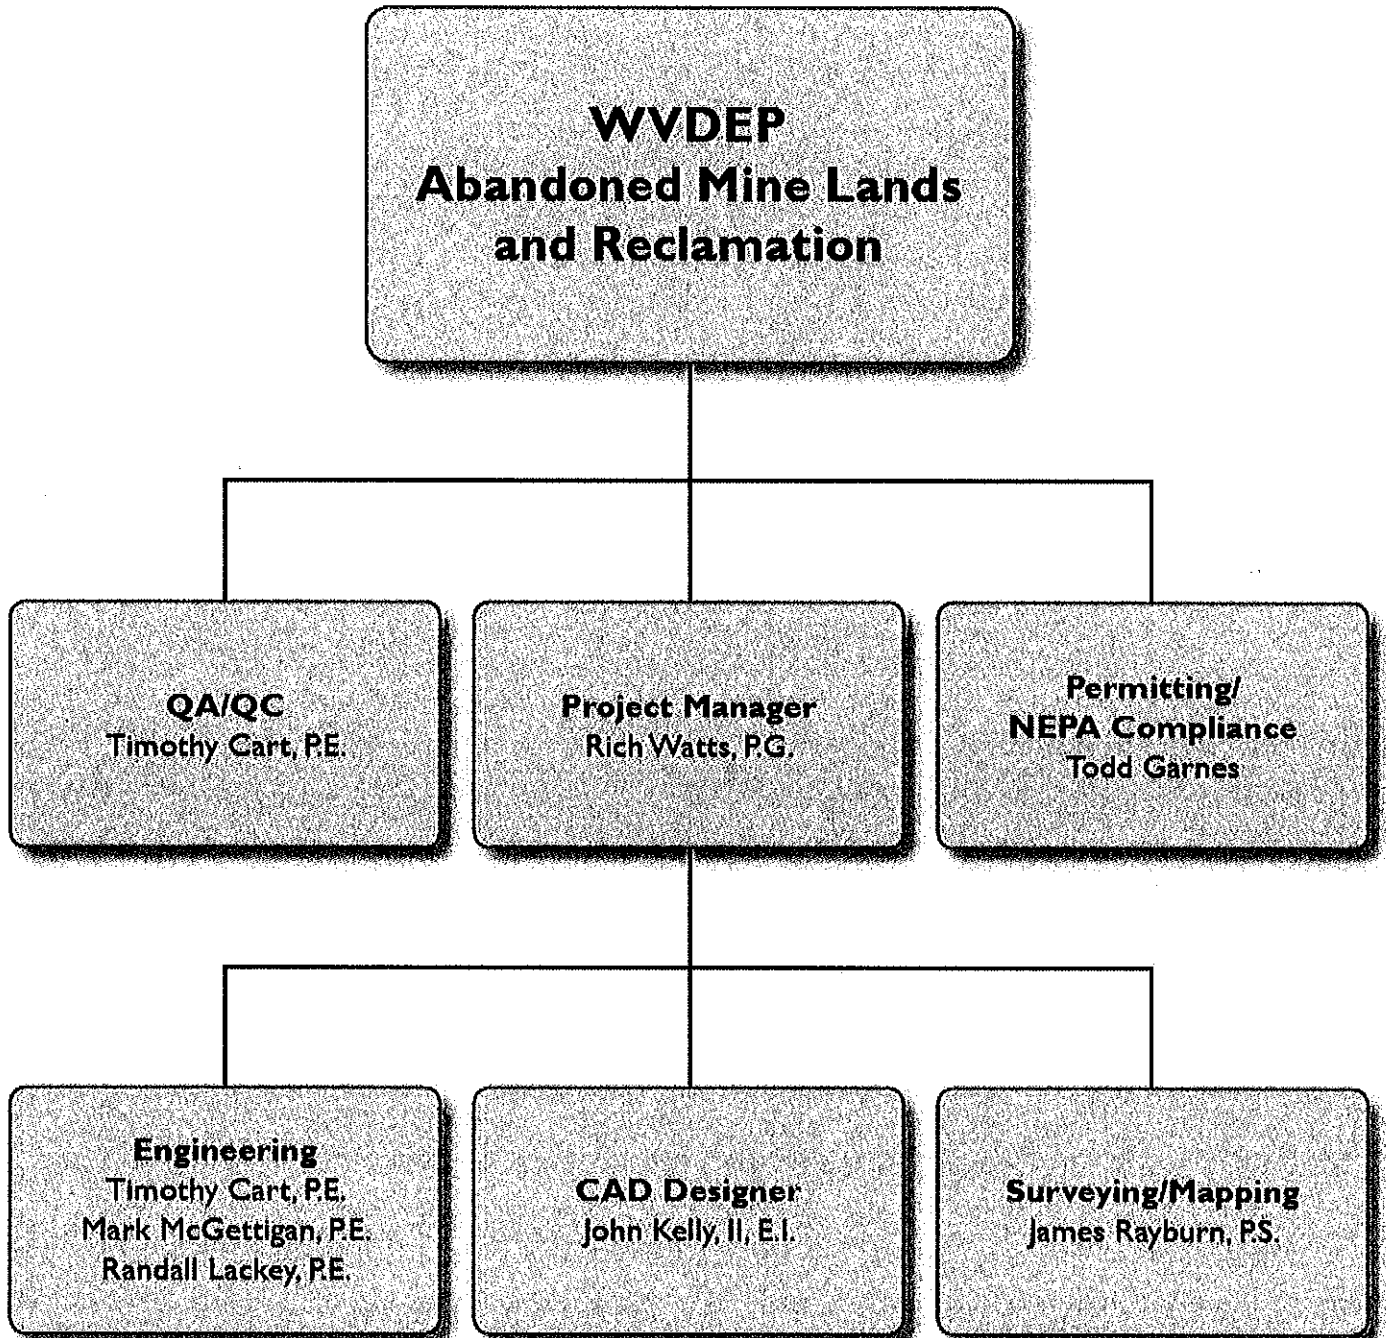 WVDEP
Abandoned Mine Lands
and Reclamation
QA/QC
Timothy Cart, P.E.
Project Manager
Rich Watts, P.G.
Permitting/
NEPA Compliance
Todd Garnes
Engineering
Timothy Cart, P.E.
Mark McGettigan, P.E.
Randall Lackey, P.E.
CAD Designer
John Kelly, II, E.I.
Surveying/Mapping
James Rayburn, P.S.